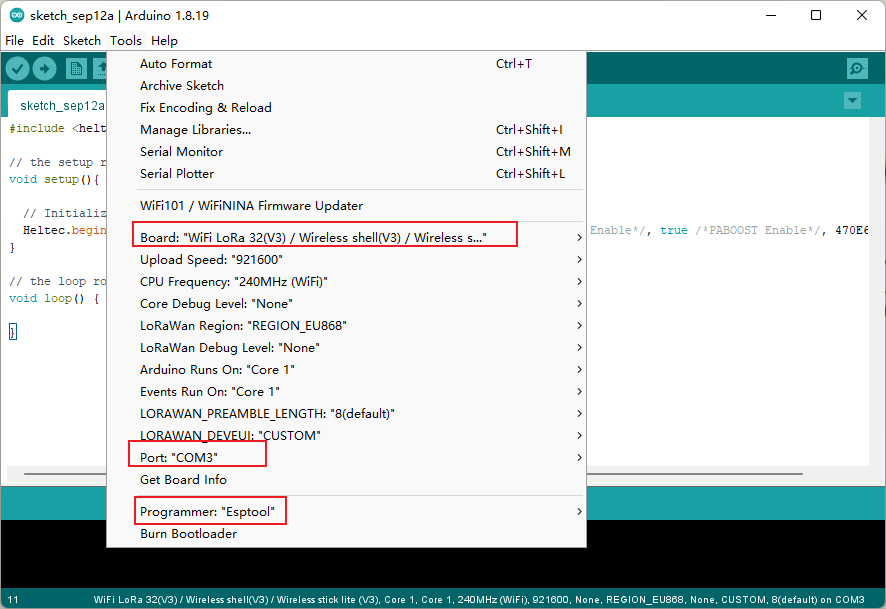 sketch_sep12a | Arduino 1.8.19
File Edit Sketch Tools Help
sketch_sep12a
#include <helt
// the setup r
void setup(){
// Initializ
Heltec.begin
Enable*/, true /*PABOOST Enable*/, 470E6
}
// the loop ro
void loop() {
}
Auto Format Ctrl+T
Archive Sketch
Fix Encoding & Reload
Manage Libraries... Ctrl+Shift+I
Serial Monitor Ctrl+Shift+M
Serial Plotter Ctrl+Shift+L
WiFi101 / WiFiNINA Firmware Updater
Board: "WiFi LoRa 32(V3) / Wireless shell(V3) / Wireless s..."
Upload Speed: "921600"
CPU Frequency: "240MHz (WiFi)"
Core Debug Level: "None"
LoRaWan Region: "REGION_EU868"
LoRaWan Debug Level: "None"
Arduino Runs On: "Core 1"
Events Run On: "Core 1"
LORAWAN_PREAMBLE_LENGTH: "8(default)"
LORAWAN_DEVEUI: "CUSTOM"
Port: "COM3"
Get Board Info
Programmer: "Esptool"
Burn Bootloader
11 WiFi LoRa 32(V3) / Wireless shell(V3) / Wireless stick lite (V3), Core 1, Core 1, 240MHz (WiFi), 921600, None, REGION_EU868, None, CUSTOM, 8(default) on COM3